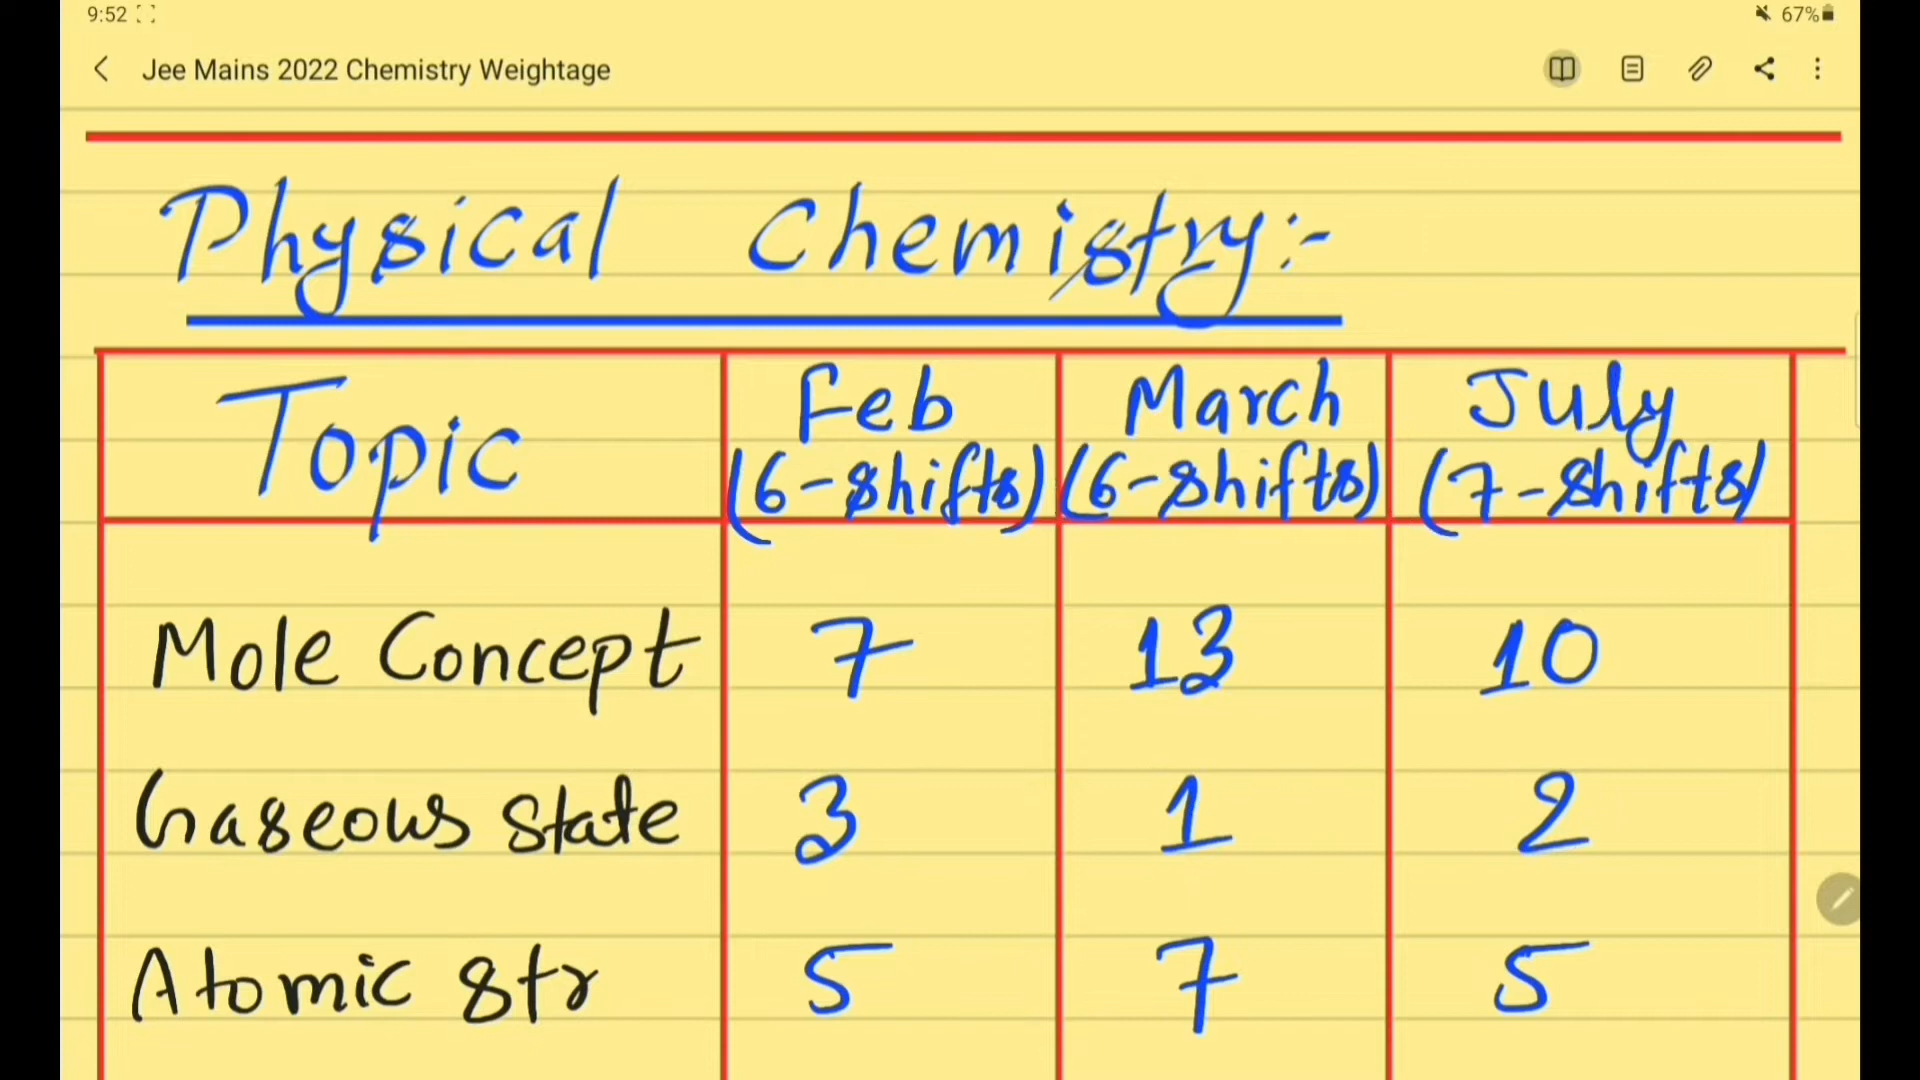 9:52 67%
Jee Mains 2022 Chemistry Weightage
Physical Chemistry:-
Topic Feb (6-shifts) March (6-shifts) July (7-shifts)
Mole Concept 7 13 10
Gaseous state 3 1 2
Atomic str 5 7 5